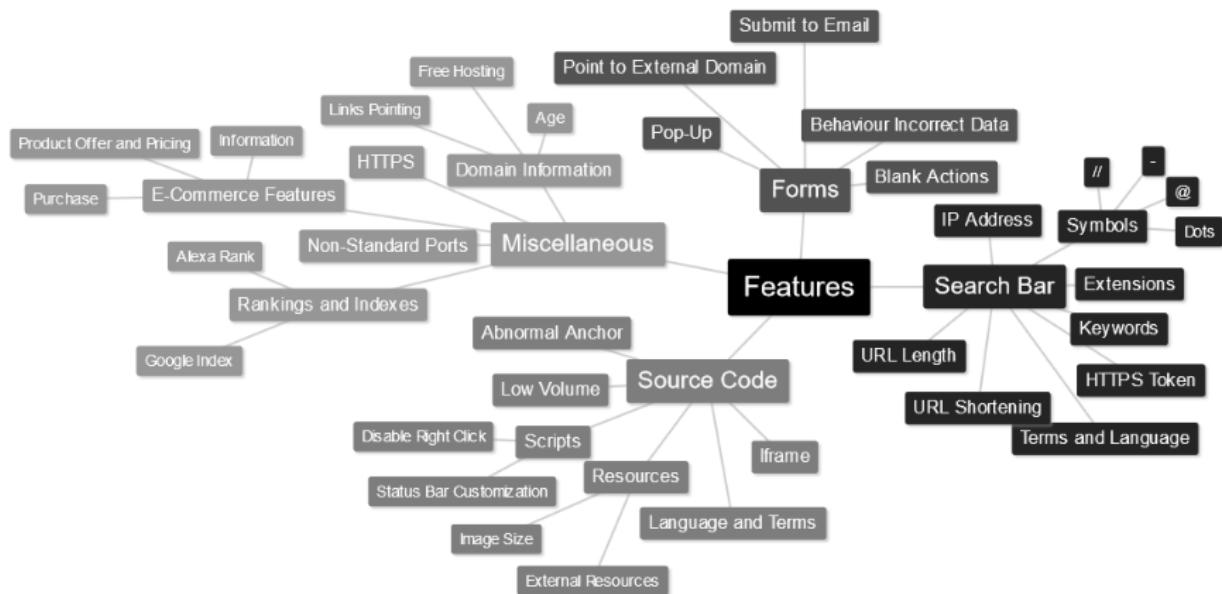 Submit to Email
Point to External Domain
Free Hosting
Links Pointing
Age
Product Offer and Pricing
Information
Pop-Up
Behaviour Incorrect Data
HTTPS
Domain Information
Purchase
E-Commerce Features
Forms
Blank Actions
//
-
@
IP Address
Symbols
Dots
Non-Standard Ports
Miscellaneous
Alexa Rank
Features
Search Bar
Extensions
Rankings and Indexes
Abnormal Anchor
Keywords
Google Index
URL Length
Low Volume
Source Code
HTTPS Token
URL Shortening
Disable Right Click
Scripts
Terms and Language
Iframe
Resources
Status Bar Customization
Language and Terms
Image Size
External Resources